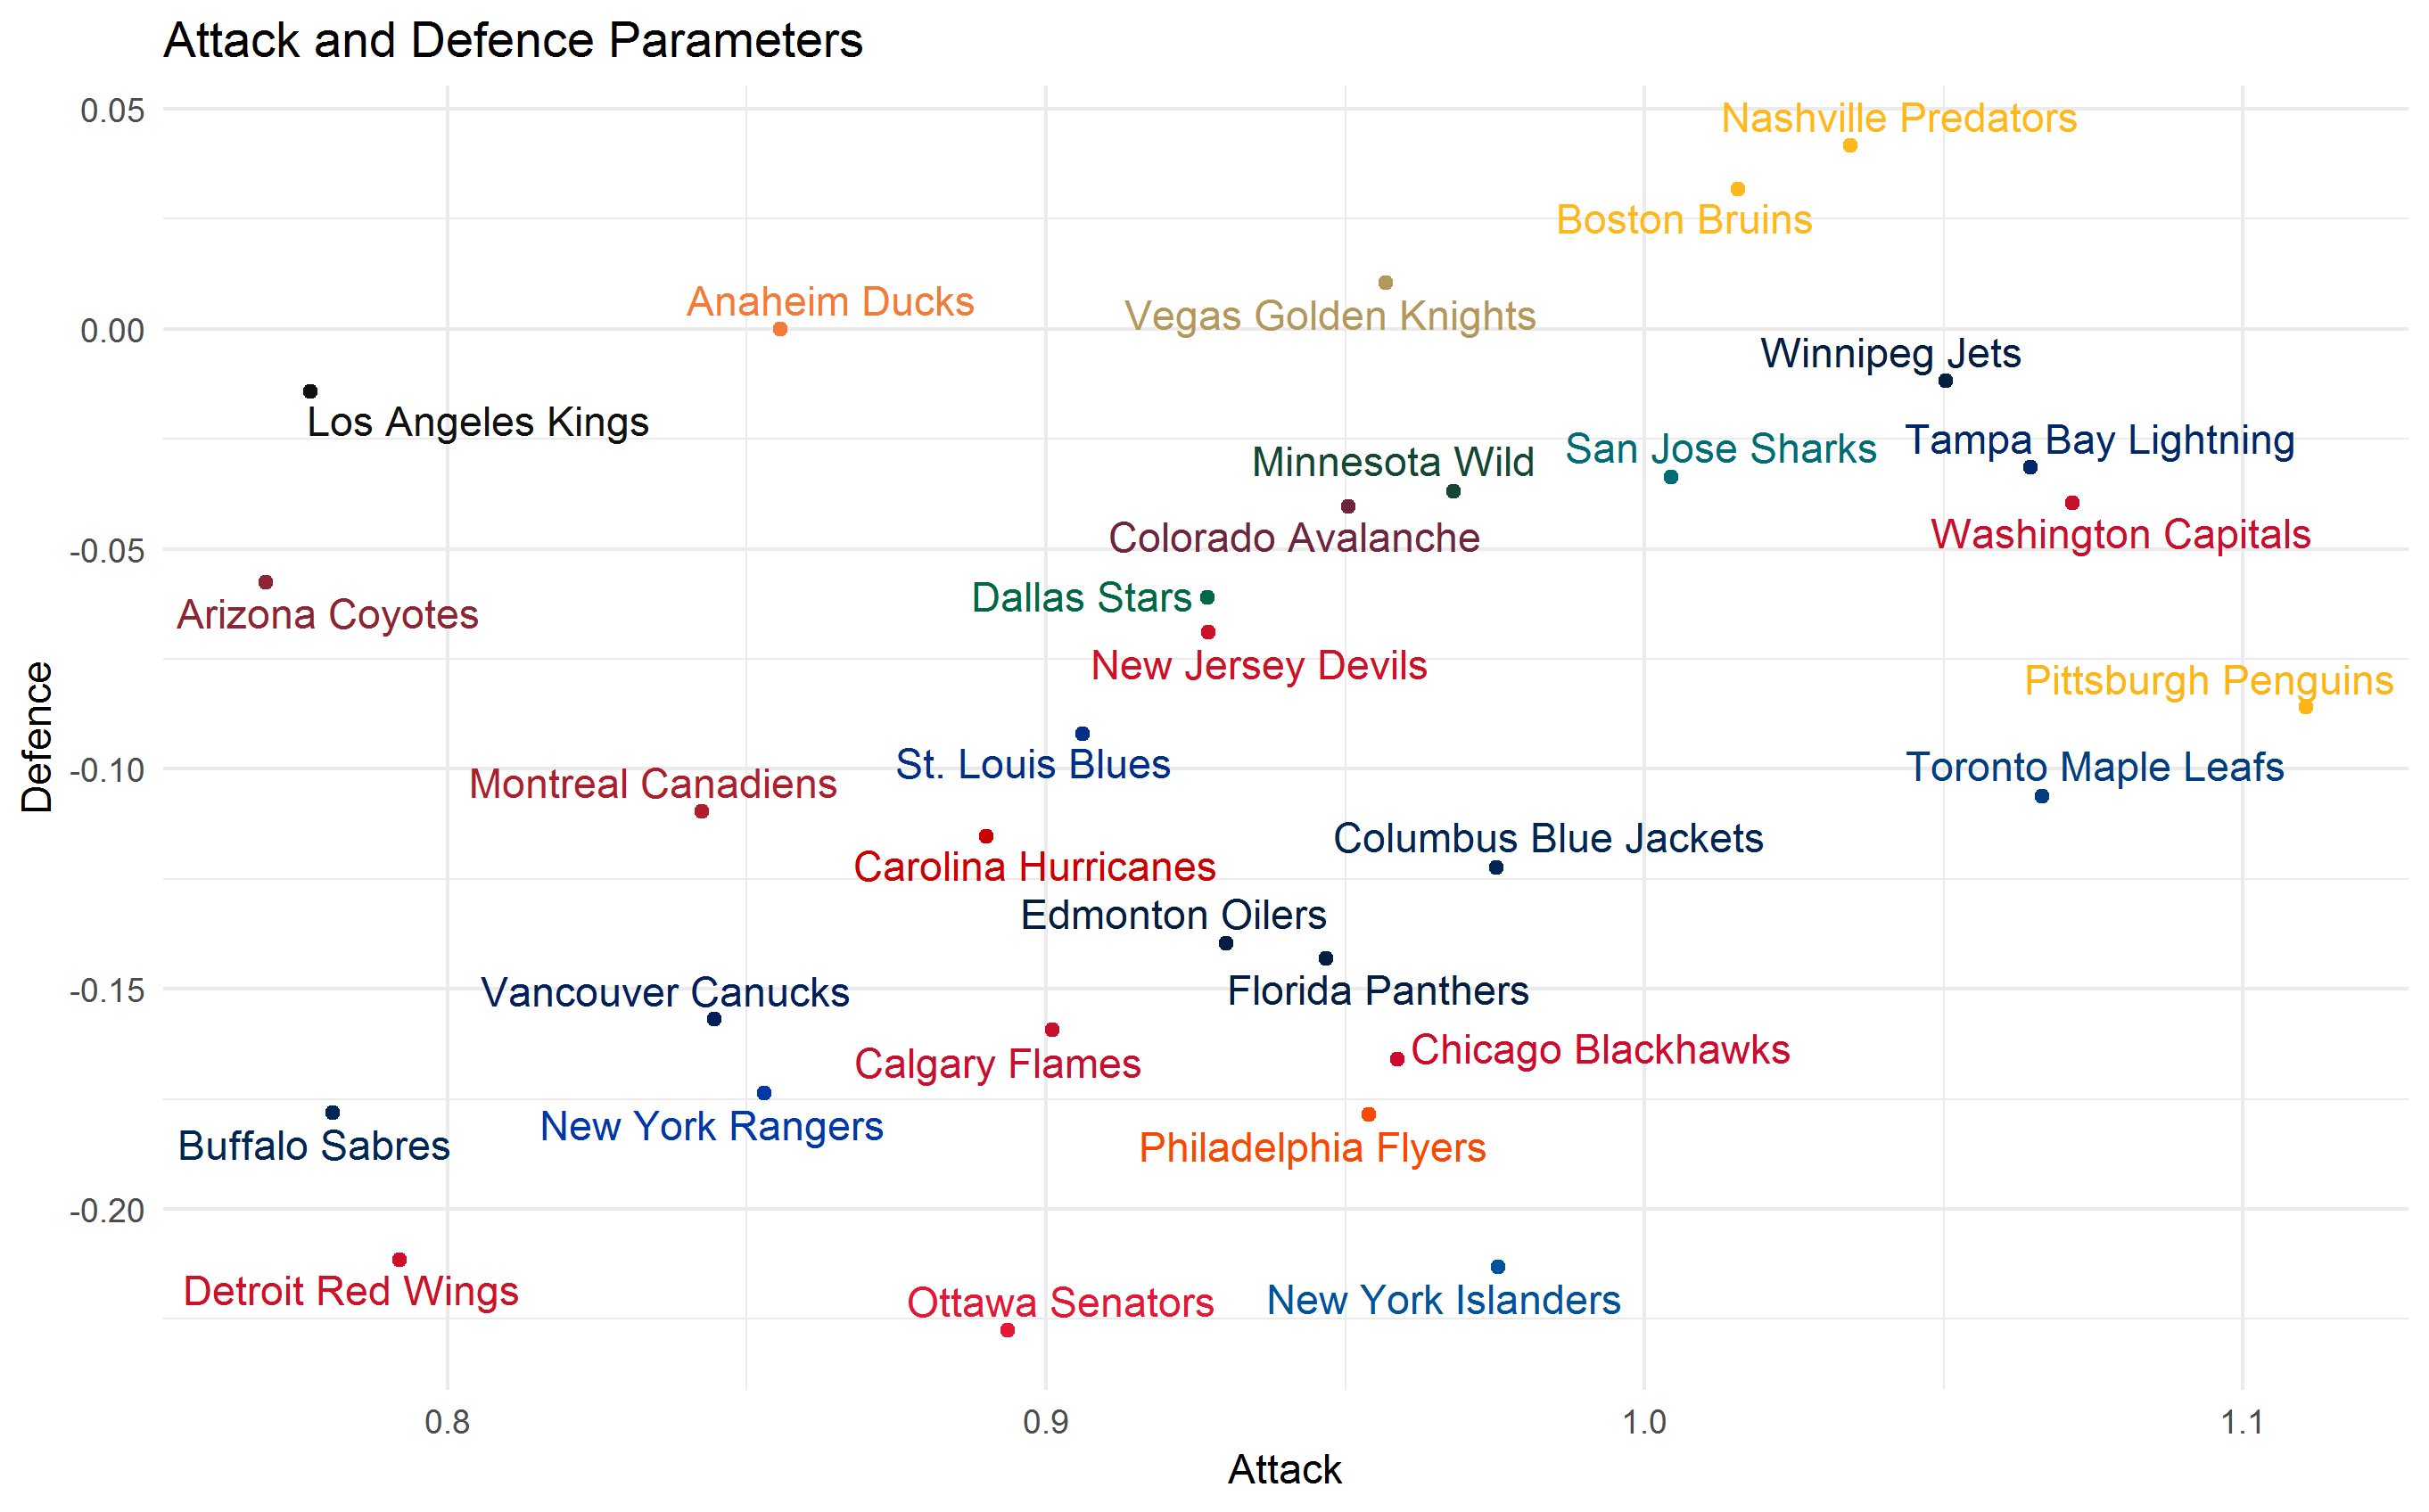 Attack and Defence Parameters
0.05
Nashville Predators
Boston Bruins
Anaheim Ducks
Vegas Golden Knights
0.00
Winnipeg Jets
Los Angeles Kings
Tampa Bay Lightning
San Jose Sharks
Minnesota Wild
Washington Capitals
Colorado Avalanche
-0.05
Dallas Stars
Arizona Coyotes
New Jersey Devils
Pittsburgh Penguins
Defence
St. Louis Blues
Toronto Maple Leafs
-0.10
Montreal Canadiens
Columbus Blue Jackets
Carolina Hurricanes
Edmonton Oilers
-0.15
Vancouver Canucks
Florida Panthers
Chicago Blackhawks
Calgary Flames
New York Rangers
Buffalo Sabres
Philadelphia Flyers
-0.20
Detroit Red Wings
Ottawa Senators
New York Islanders
0.8
0.9
1.0
1.1
Attack